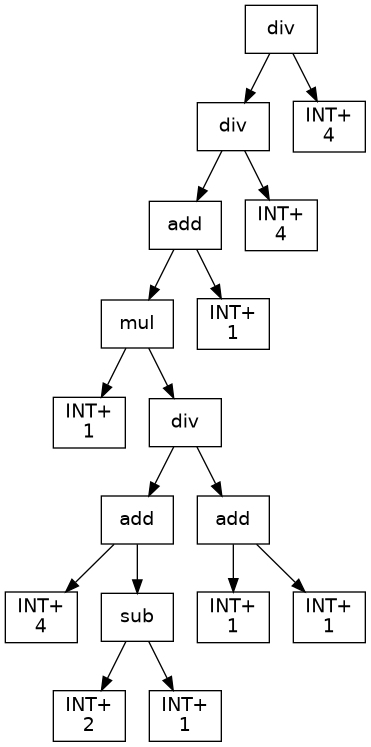 div
div
INT+
4
add
INT+
4
mul
INT+
1
INT+
1
div
add
add
INT+
4
sub
INT+
1
INT+
1
INT+
2
INT+
1